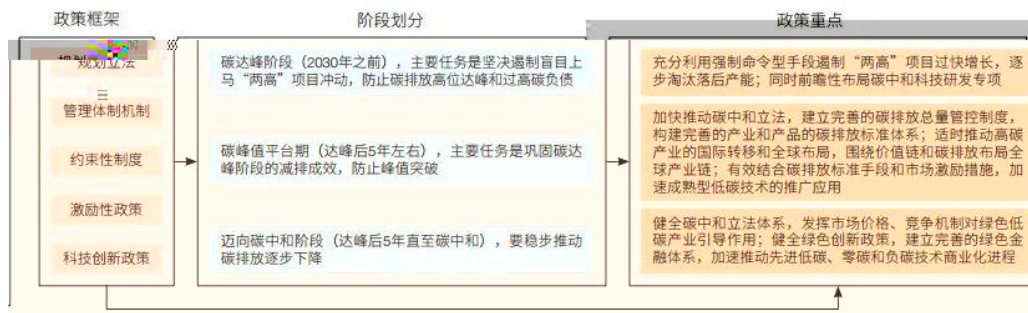 政策框架
阶段划分
政策重点
规划立法
管理体制机制
约束性制度
激励性政策
科技创新政策
碳达峰阶段（2030年之前），主要任务是坚决遏制盲目上
马“两高”项目冲动，防止碳排放高位达峰和过高碳负债
碳峰值平台期（达峰后5年左右），主要任务是巩固碳达
峰阶段的减排成效，防止峰值突破
迈向碳中和阶段（达峰后5年直至碳中和），要稳步推动
碳排放逐步下降
充分利用强制命令型手段遏制“两高”项目过快增长，逐
步淘汰落后产能；同时前瞻性布局碳中和科技研发专项
加快推动碳中和立法，建立完善的碳排放总量管控制度，
构建完善的产业和产品的碳排放标准体系；适时推动高碳
产业的国际转移和全球布局，围绕价值链和碳排放布局全
球产业链；有效结合碳排放标准手段和市场激励措施，加
速成熟型低碳技术的推广应用
健全碳中和立法体系，发挥市场价格、竞争机制对绿色低
碳产业引导作用；健全绿色创新政策，建立完善的绿色金
融体系，加速推动先进低碳、零碳和负碳技术商业化进程